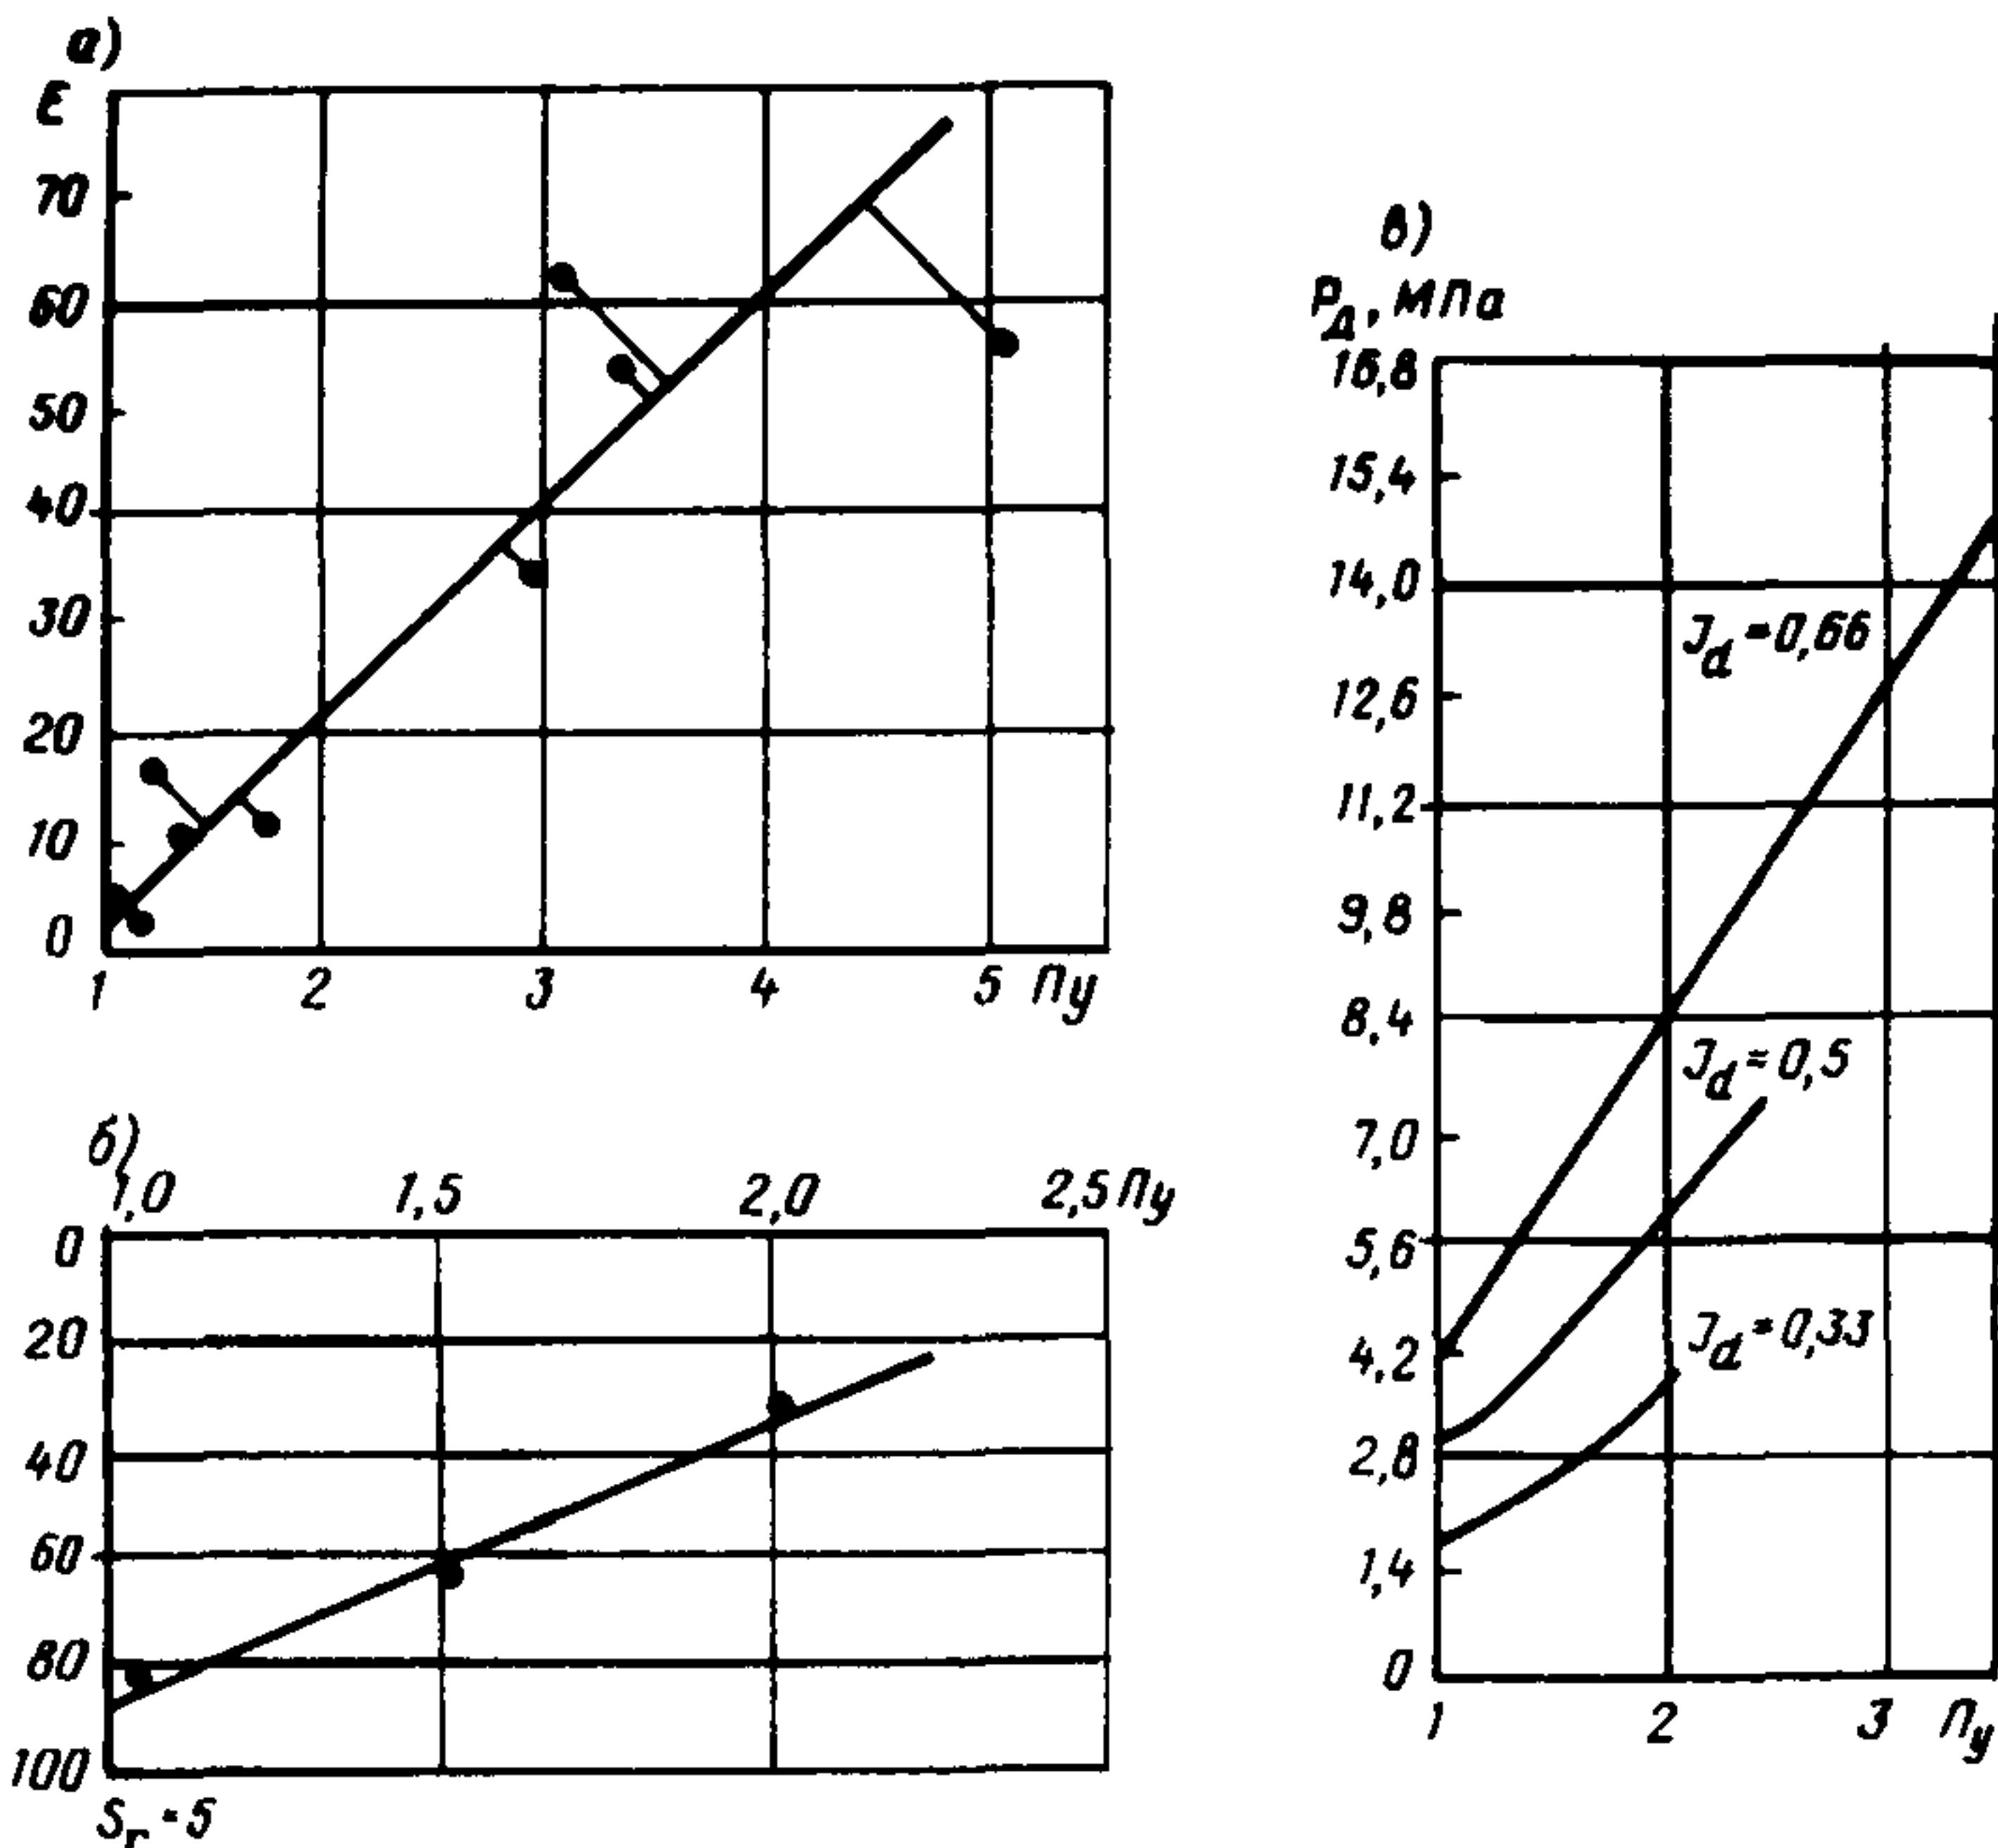 а)
E
70
60
50
40
30
20
10
0
1 2 3 4 5 Пу
б)
1,0 1,5 2,0 2,5 Пу
0
20
40
60
80
100
Sr = 5
в)
РД, МПа
16,8
15,4
14,0
Jd = 0,66
12,6
11,2
9,8
8,4
Jd = 0,5
7,0
5,6
Jd = 0,33
4,2
2,8
1,4
0
1 2 3 Пу